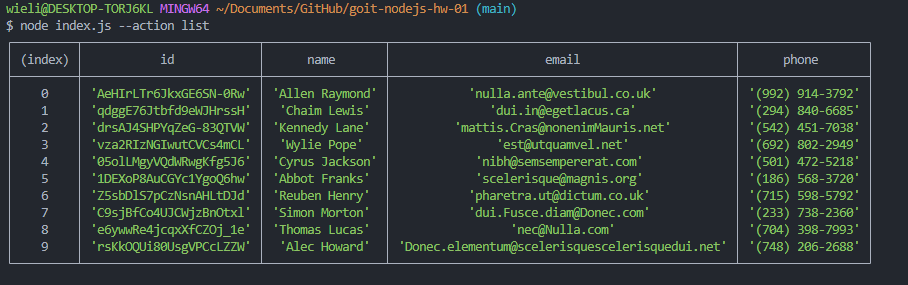 wieli@DESKTOP-TORJ6KL MINGW64 ~/Documents/GitHub/goit-nodejs-hw-01 (main)
$ node index.js --action list
(index) id name email phone
0 'AeHIrLTr6JkxGE6SN-0Rw' 'Allen Raymond' 'nulla.ante@vestibul.co.uk' '(992) 914-3792'
1 'qdggE76Jtbfd9eWJHrssH' 'Chaim Lewis' 'dui.in@egetlacus.ca' '(294) 840-6685'
2 'drsAJ4SHPYqZeG-83QTVW' 'Kennedy Lane' 'mattis.Cras@nonenimMauris.net' '(542) 451-7038'
3 'vza2RIzNGIwutCVCs4mCL' 'Wylie Pope' 'est@utquamvel.net' '(692) 802-2949'
4 '05olLMgyVQdWRwgKfg5J6' 'Cyrus Jackson' 'nibh@semsempererat.com' '(501) 472-5218'
5 '1DEXoP8AuCGYc1YgoQ6hw' 'Abbot Franks' 'scelerisque@magnis.org' '(186) 568-3720'
6 'Z5sbDlS7pCzNsnAHLtDJd' 'Reuben Henry' 'pharetra.ut@dictum.co.uk' '(715) 598-5792'
7 'C9sjBfCo4UJCWjzBnOtxl' 'Simon Morton' 'dui.Fusce.diam@Donec.com' '(233) 738-2360'
8 'e6ywwRe4jcqxXfCZOj_1e' 'Thomas Lucas' 'nec@Nulla.com' '(704) 398-7993'
9 'rsKkOQUi80UsgVPCcLZZW' 'Alec Howard' 'Donec.elementum@scelerisquescelerisquedui.net' '(748) 206-2688'